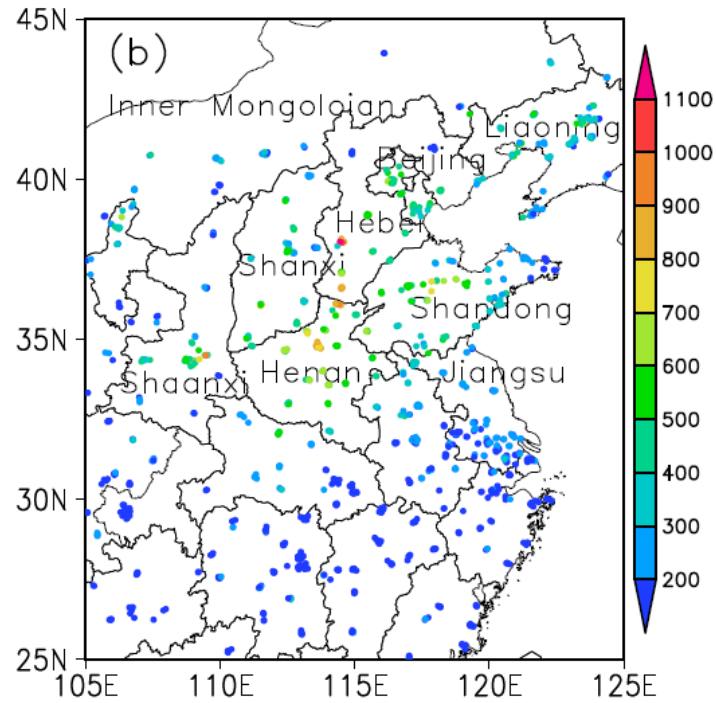 45N
(b)
Inner Mongoloian
Liaoning
Beijing
40N
Hebei
Shanxi
Shandong
35N
Shaanxi
Henan
Jiangsu
30N
25N
105E 110E 115E 120E 125E
1100
1000
900
800
700
600
500
400
300
200